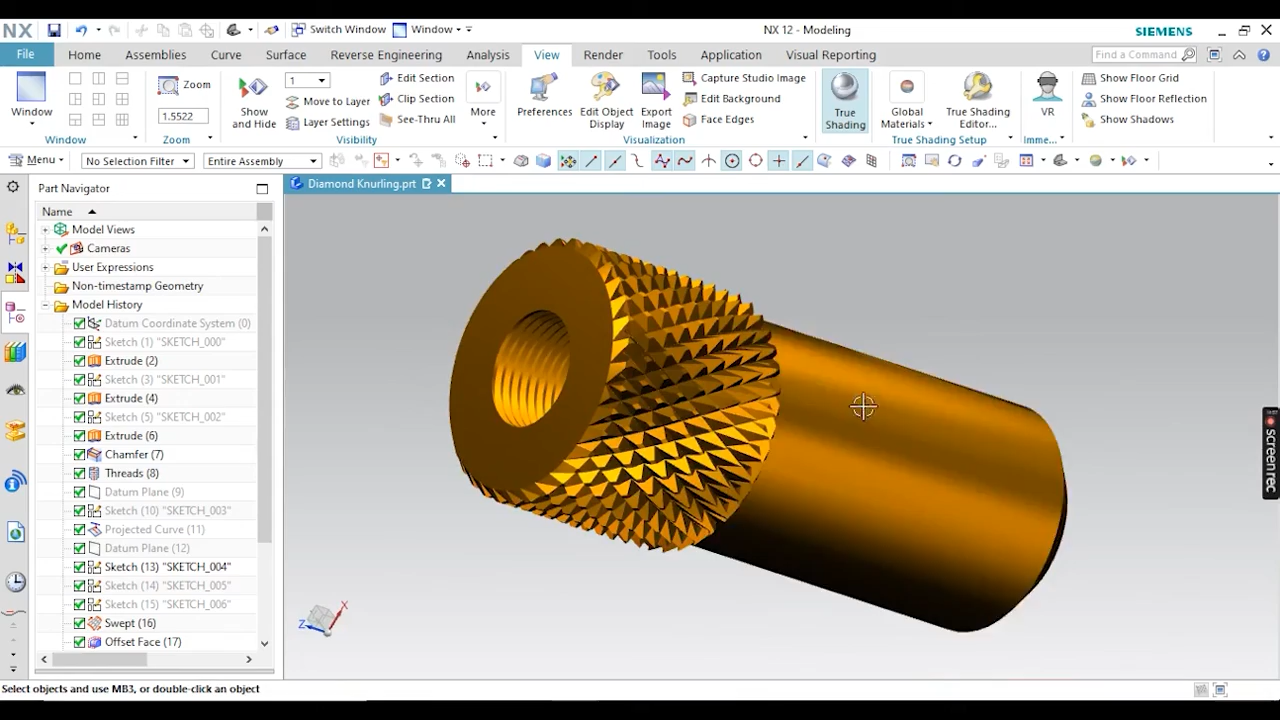 NX
Switch Window
Window
NX 12 - Modeling
SIEMENS
File
Home
Assemblies
Curve
Surface
Reverse Engineering
Analysis
View
Render
Tools
Application
Visual Reporting
Find a Command
Window
Window
Zoom
1.5522
Zoom
Show and Hide
1
Move to Layer
Layer Settings
Edit Section
Clip Section
See-Thru All
Visibility
More
Preferences
Edit Object Display
Export Image
Capture Studio Image
Edit Background
Face Edges
Visualization
True Shading
Global Materials
True Shading Editor...
True Shading Setup
VR
Imme...
Show Floor Grid
Show Floor Reflection
Show Shadows
Menu
No Selection Filter
Entire Assembly
Part Navigator
Diamond Knurling.prt
Name
Model Views
Cameras
User Expressions
Non-timestamp Geometry
Model History
Datum Coordinate System (0)
Sketch (1) "SKETCH_000"
Extrude (2)
Sketch (3) "SKETCH_001"
Extrude (4)
Sketch (5) "SKETCH_002"
Extrude (6)
Chamfer (7)
Threads (8)
Datum Plane (9)
Sketch (10) "SKETCH_003"
Projected Curve (11)
Datum Plane (12)
Sketch (13) "SKETCH_004"
Sketch (14) "SKETCH_005"
Sketch (15) "SKETCH_006"
Swept (16)
Offset Face (17)
X
Z
screen rec
Select objects and use MB3, or double-click an object